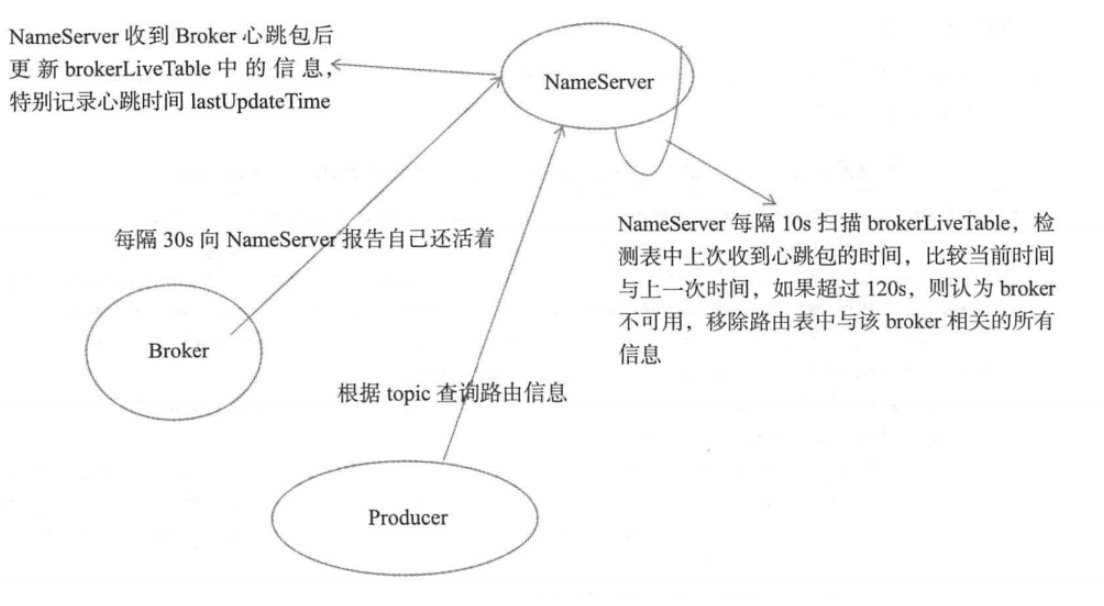 NameServer 收到 Broker 心跳包后
更新 brokerLiveTable 中的信息,
特别记录心跳时间 lastUpdateTime
NameServer
每隔 30s 向 NameServer 报告自己还活着
NameServer 每隔 10s 扫描 brokerLiveTable，检
测表中上次收到心跳包的时间，比较当前时间
与上一次时间，如果超过 120s，则认为 broker
不可用，移除路由表中与该 broker 相关的所有
信息
Broker
根据 topic 查询路由信息
Producer